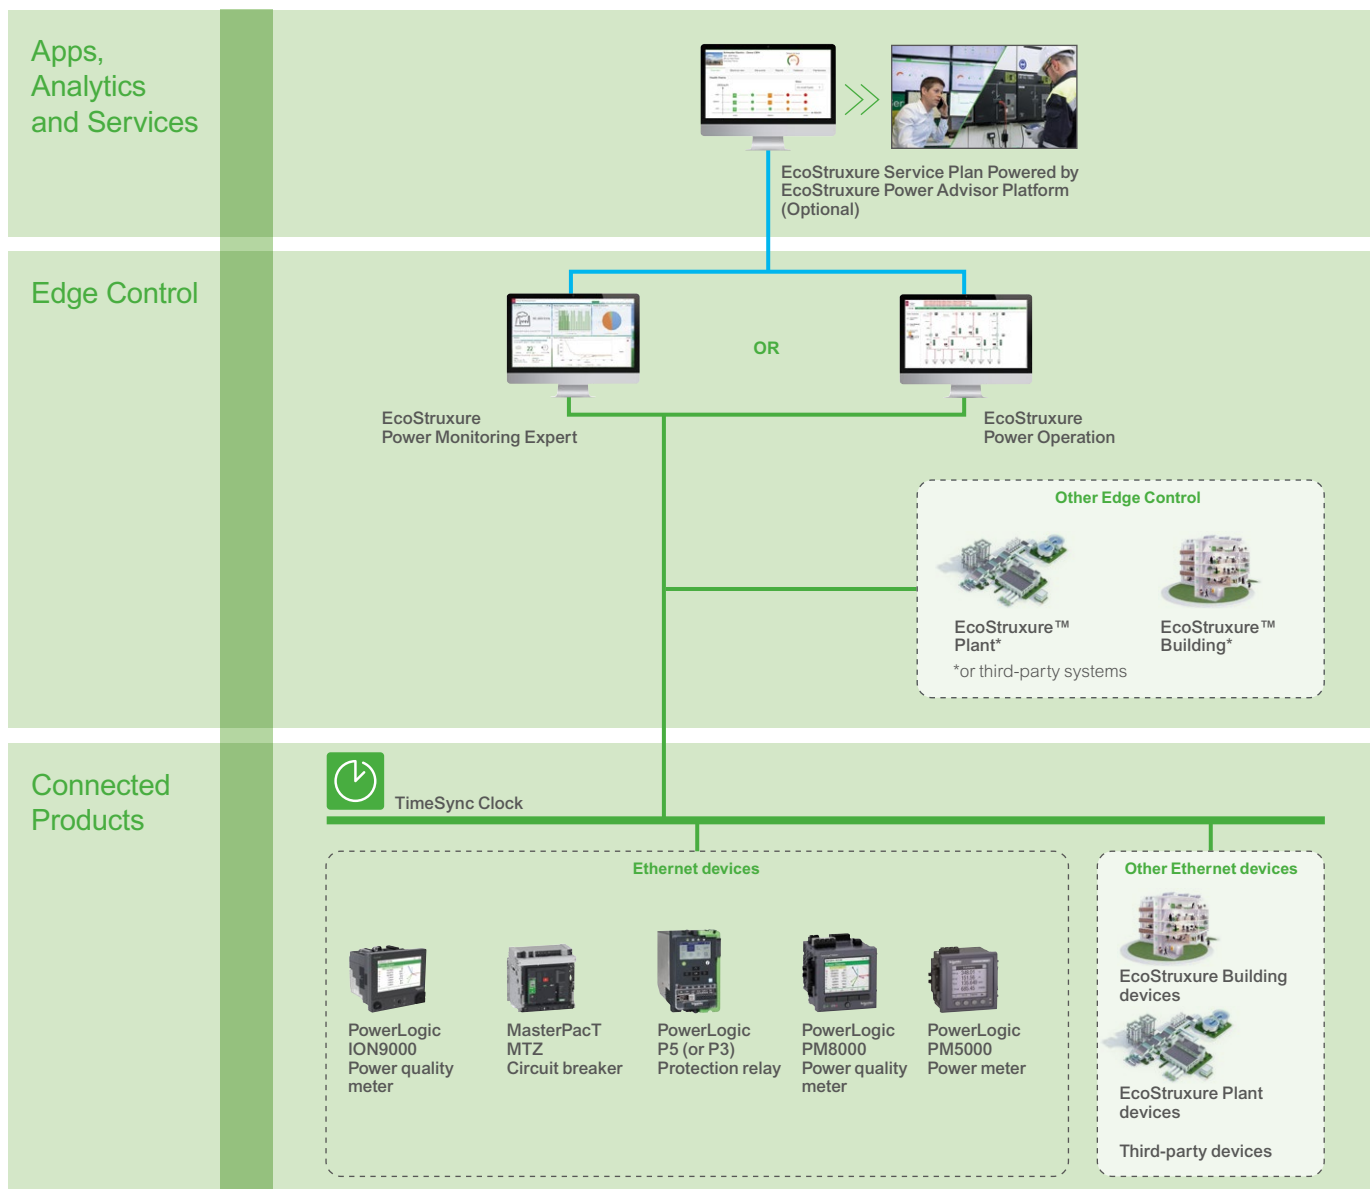 Apps,
Analytics
and Services
EcoStruxure Service Plan Powered by
EcoStruxure Power Advisor Platform
(Optional)
Edge Control
OR
EcoStruxure
Power Monitoring Expert
EcoStruxure
Power Operation
Other Edge Control
EcoStruxure™
Plant*
EcoStruxure™
Building*
*or third-party systems
Connected
Products
TimeSync Clock
Ethernet devices
PowerLogic
ION9000
Power quality
meter
MasterPacT
MTZ
Circuit breaker
PowerLogic
P5 (or P3)
Protection relay
PowerLogic
PM8000
Power quality
meter
PowerLogic
PM5000
Power meter
Other Ethernet devices
EcoStruxure Building
devices
EcoStruxure Plant
devices
Third-party devices